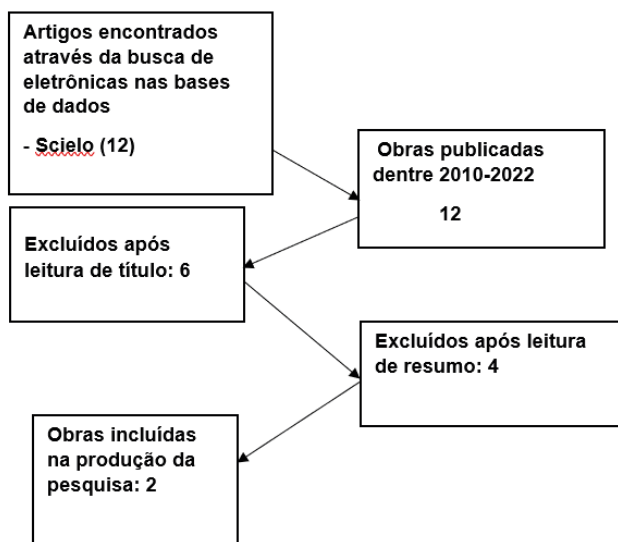 Artigos encontrados
através da busca de
eletrônicas nas bases
de dados
- Scielo (12)
Obras publicadas
dentre 2010-2022
12
Excluídos após
leitura de título: 6
Excluídos após leitura
de resumo: 4
Obras incluídas
na produção da
pesquisa: 2